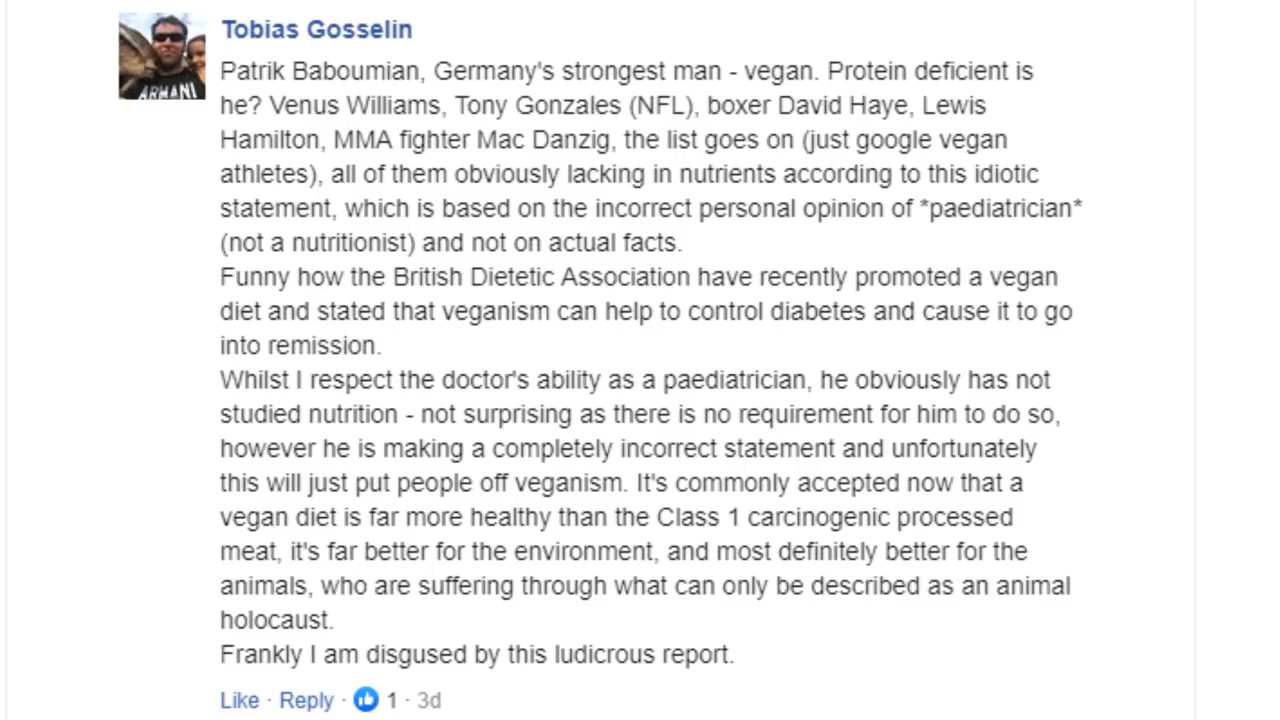 Tobias Gosselin
Patrik Baboumian, Germany's strongest man - vegan. Protein deficient is
he? Venus Williams, Tony Gonzales (NFL), boxer David Haye, Lewis
Hamilton, MMA fighter Mac Danzig, the list goes on (just google vegan
athletes), all of them obviously lacking in nutrients according to this idiotic
statement, which is based on the incorrect personal opinion of *paediatrician*
(not a nutritionist) and not on actual facts.
Funny how the British Dietetic Association have recently promoted a vegan
diet and stated that veganism can help to control diabetes and cause it to go
into remission.
Whilst I respect the doctor's ability as a paediatrician, he obviously has not
studied nutrition - not surprising as there is no requirement for him to do so,
however he is making a completely incorrect statement and unfortunately
this will just put people off veganism. It's commonly accepted now that a
vegan diet is far more healthy than the Class 1 carcinogenic processed
meat, it's far better for the environment, and most definitely better for the
animals, who are suffering through what can only be described as an animal
holocaust.
Frankly I am disgused by this ludicrous report.
Like · Reply · 1 · 3d
ARMANI